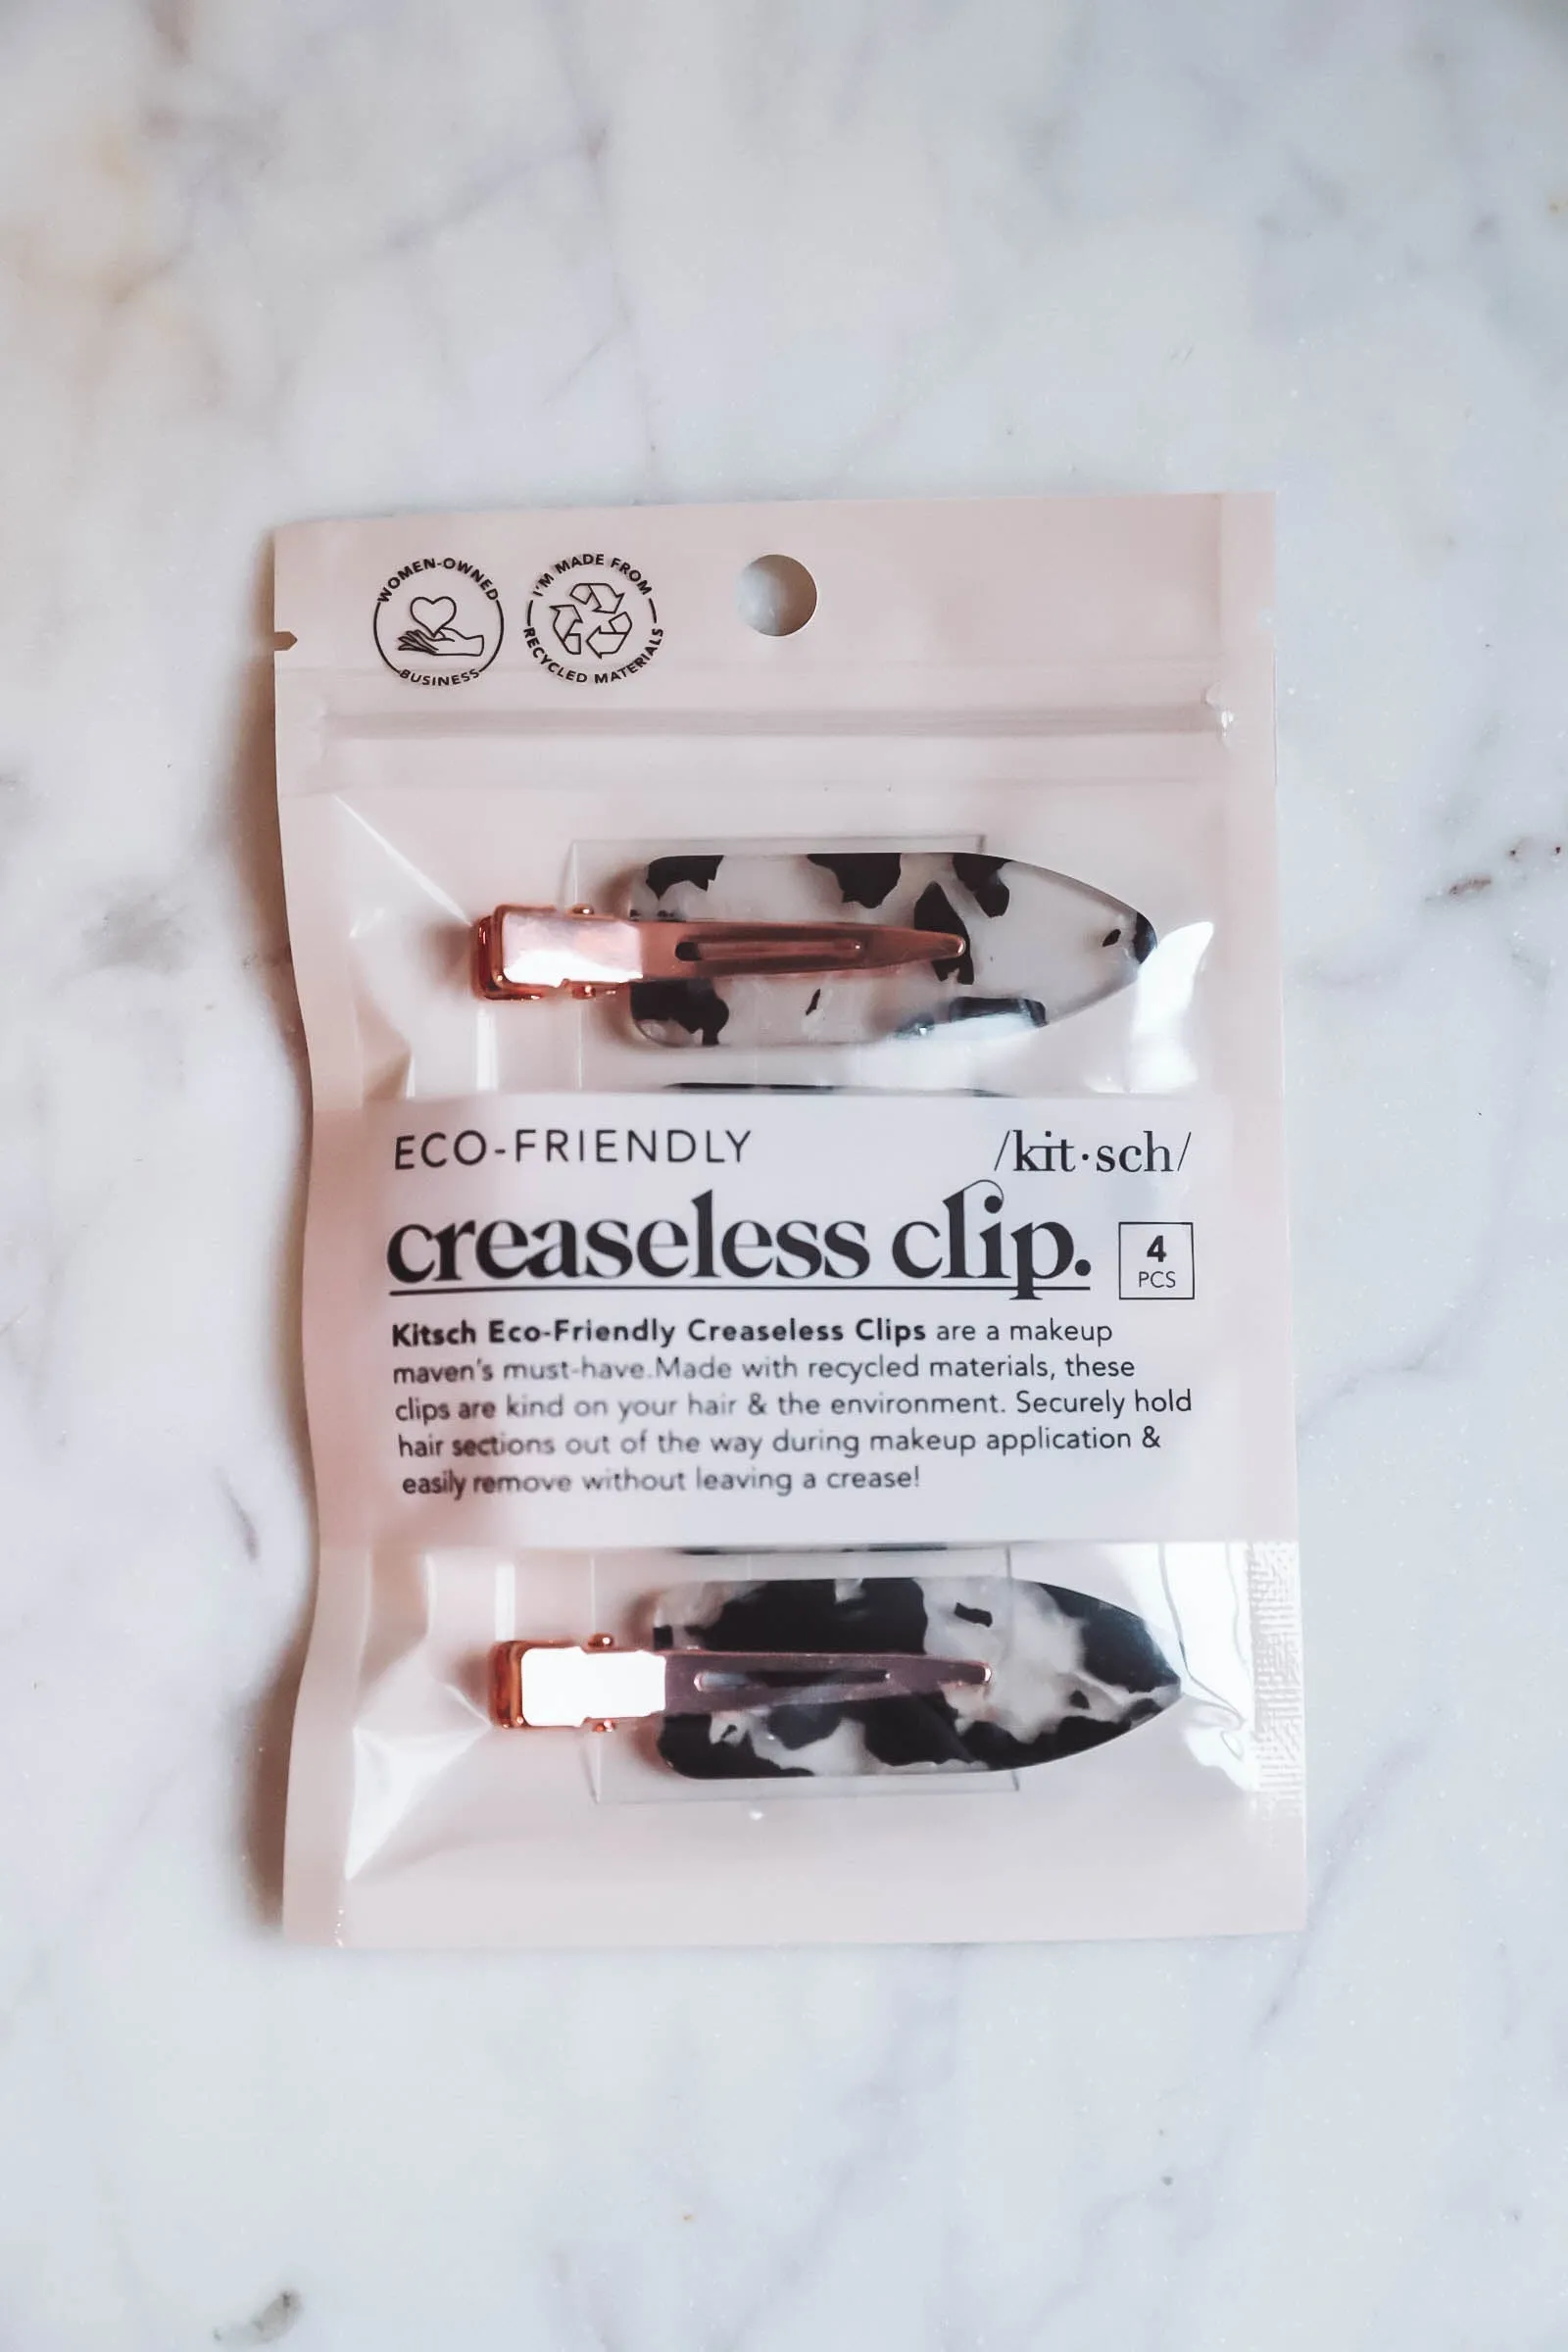 WOMEN-OWNED
BUSINESS
I'M MADE FROM
RECYCLED MATERIALS
ECO-FRIENDLY
/kit·sch/
creaseless clip.
4
PCS
Kitsch Eco-Friendly Creaseless Clips are a makeup
maven's must-have. Made with recycled materials, these
clips are kind on your hair & the environment. Securely hold
hair sections out of the way during makeup application &
easily remove without leaving a crease!